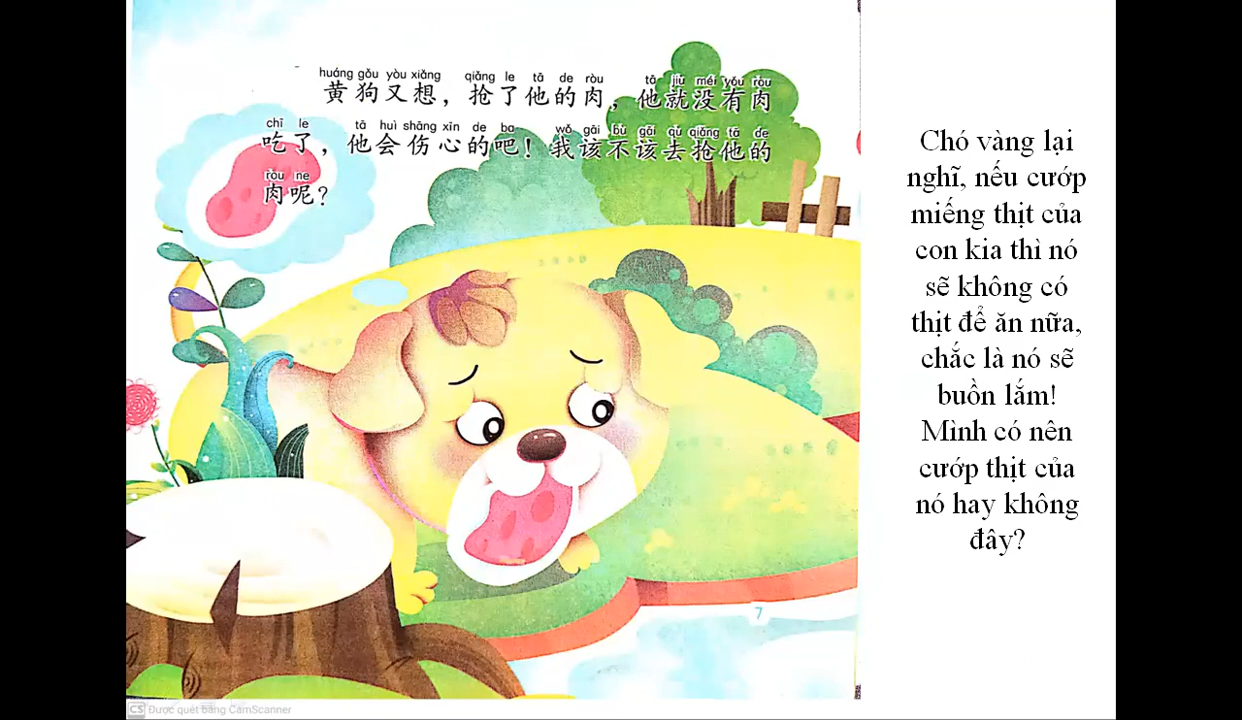 huáng gǒu yòu xiǎng qiǎng le tā de ròu tā jiù méi yǒu ròu
黄狗又想，抢了他的肉，他就没有肉
chī le tā huì shāng xīn de ba wǒ gāi bù gāi qù qiǎng tā de
吃了，他会伤心的吧！我该不该去抢他的
ròu ne
肉呢？
7
CS Được quét bằng CamScanner
Chó vàng lại
nghĩ, nếu cướp
miếng thịt của
con kia thì nó
sẽ không có
thịt để ăn nữa,
chắc là nó sẽ
buồn lắm!
Mình có nên
cướp thịt của
nó hay không
đây?